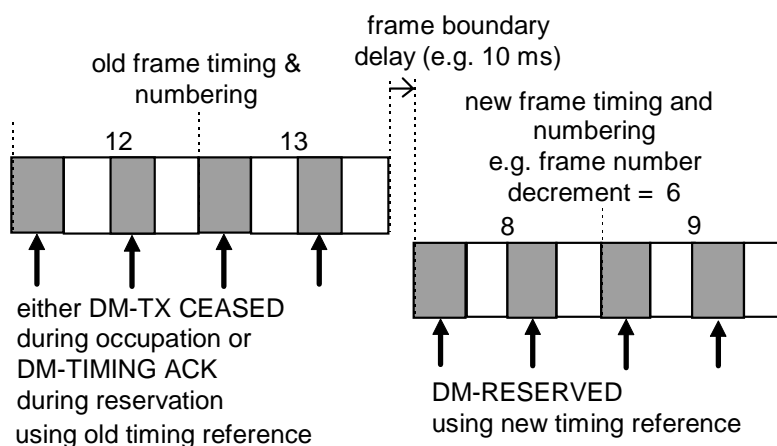 frame boundary
delay (e.g. 10 ms)
old frame timing &
numbering
new frame timing and
numbering
e.g. frame number
decrement = 6
12
13
8
9
either DM-TX CEASED
during occupation or
DM-TIMING ACK
during reservation
using old timing reference
DM-RESERVED
using new timing reference